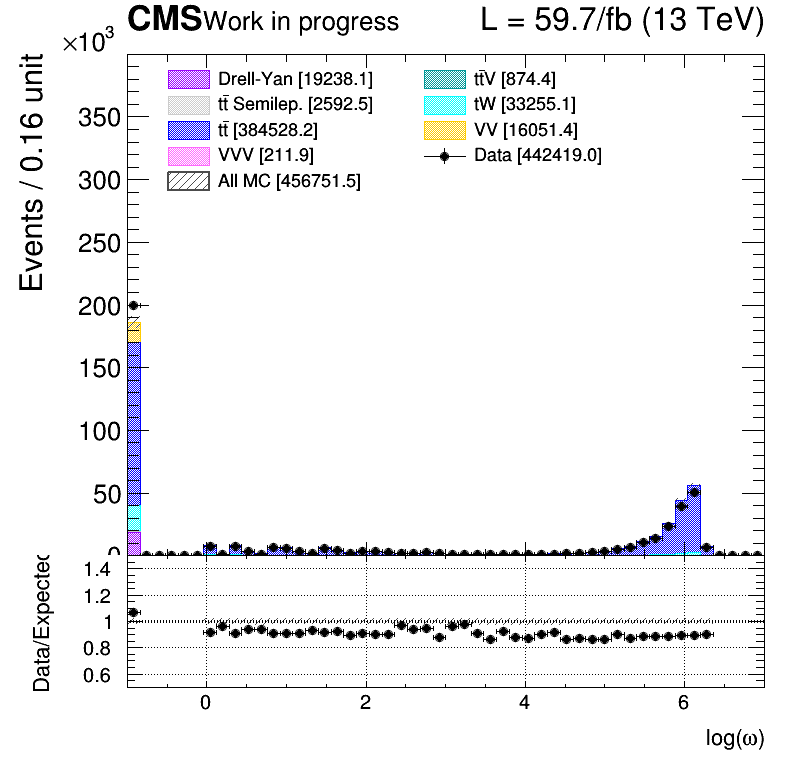 CMS Work in progress L = 59.7/fb (13 TeV)
×10³
Events / 0.16 unit
Drell-Yan [19238.1]
tt̄ Semilep. [2592.5]
tt̄ [384528.2]
VVV [211.9]
All MC [456751.5]
tt̄V [874.4]
tW [33255.1]
VV [16051.4]
Data [442419.0]
350
300
250
200
150
100
50
0
Data/Expected
1.4
1.2
1
0.8
0.6
0 2 4 6
log(ω)